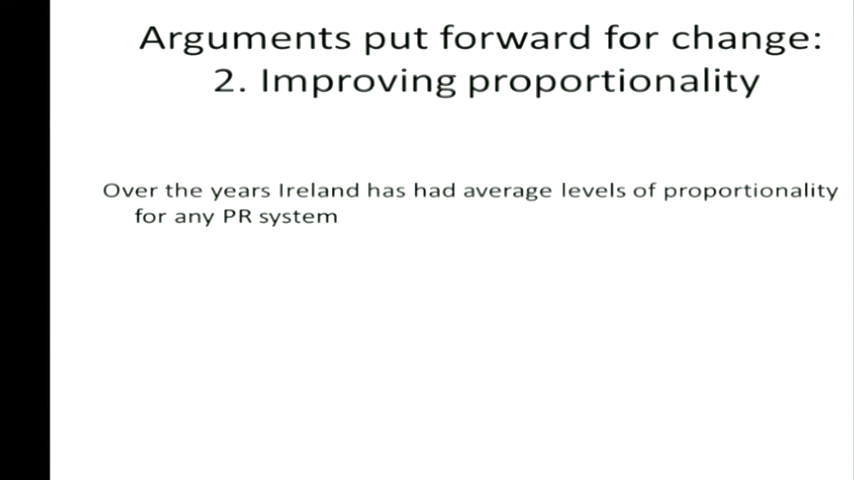 Arguments put forward for change:
2. Improving proportionality
Over the years Ireland has had average levels of proportionality
for any PR system